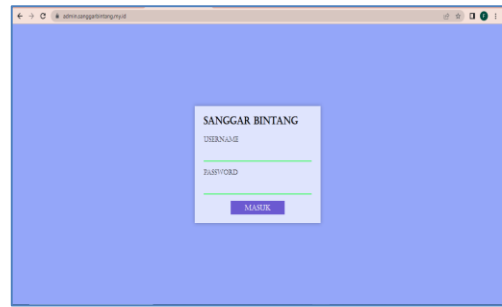 admin.sanggarbintang.my.id
SANGGAR BINTANG
USERNAME
PASSWORD
MASUK